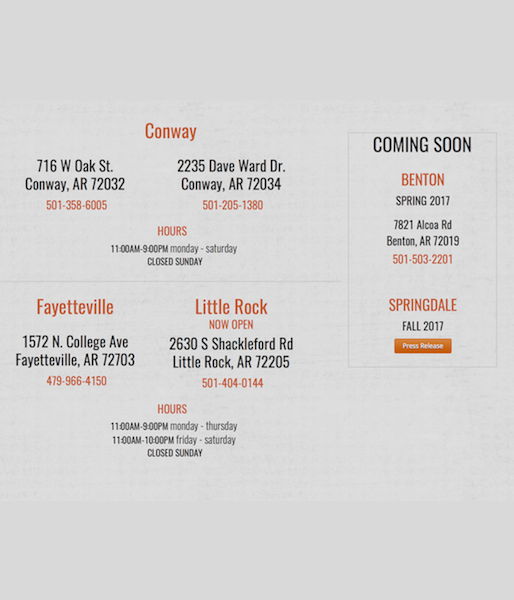 Conway
716 W Oak St.
Conway, AR 72032
501-358-6005
2235 Dave Ward Dr.
Conway, AR 72034
501-205-1380
HOURS
11:00AM-9:00PM monday - saturday
CLOSED SUNDAY
Fayetteville
1572 N. College Ave
Fayetteville, AR 72703
479-966-4150
Little Rock
NOW OPEN
2630 S Shackleford Rd
Little Rock, AR 72205
501-404-0144
HOURS
11:00AM-9:00PM monday - thursday
11:00AM-10:00PM friday - saturday
CLOSED SUNDAY
COMING SOON
BENTON
SPRING 2017
7821 Alcoa Rd
Benton, AR 72019
501-503-2201
SPRINGDALE
FALL 2017
Press Release